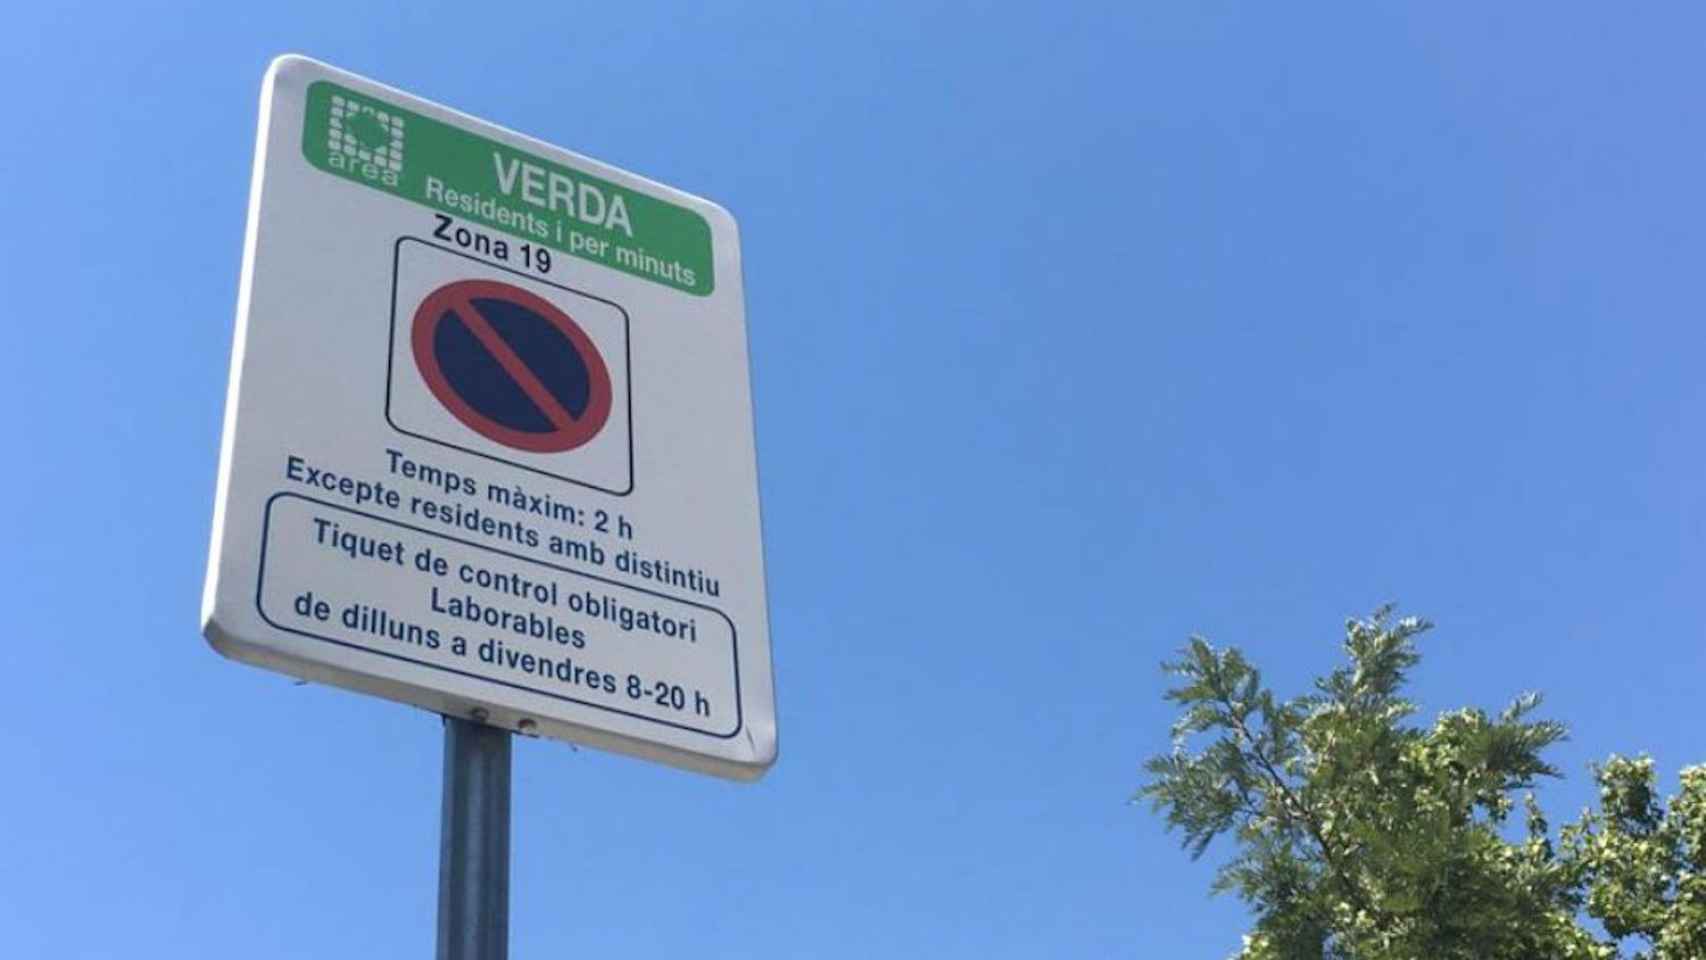 area
VERDA
Residents i per minuts
Zona 19
Temps màxim: 2 h
Excepte residents amb distintiu
Tiquet de control obligatori
Laborables
de dilluns a divendres 8-20 h